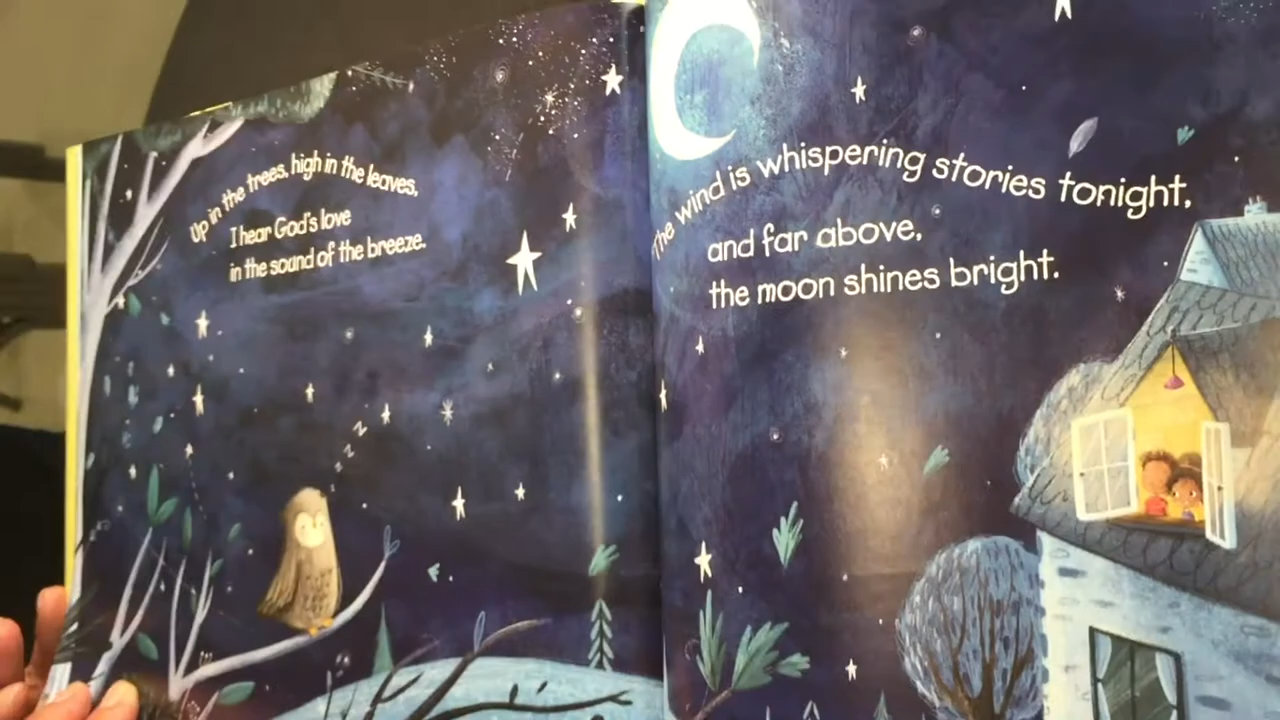 Up in the trees, high in the leaves,
I hear God's love
in the sound of the breeze.
z z z
The wind is whispering stories tonight,
and far above,
the moon shines bright.